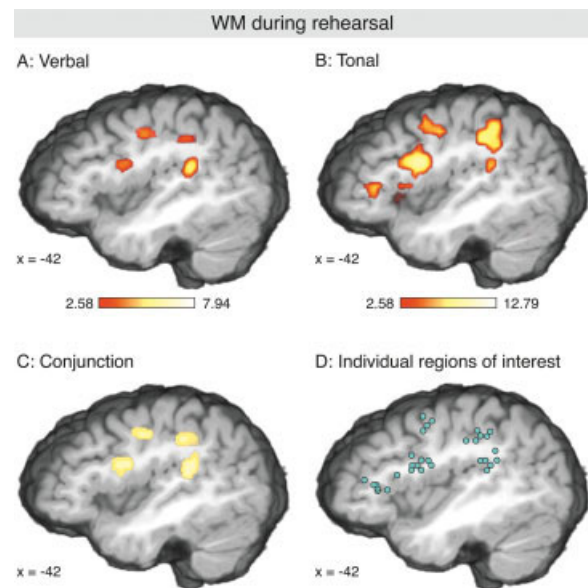 WM during rehearsal
A: Verbal
B: Tonal
x = -42
x = -42
2.58 7.94
2.58 12.79
C: Conjunction
D: Individual regions of interest
x = -42
x = -42